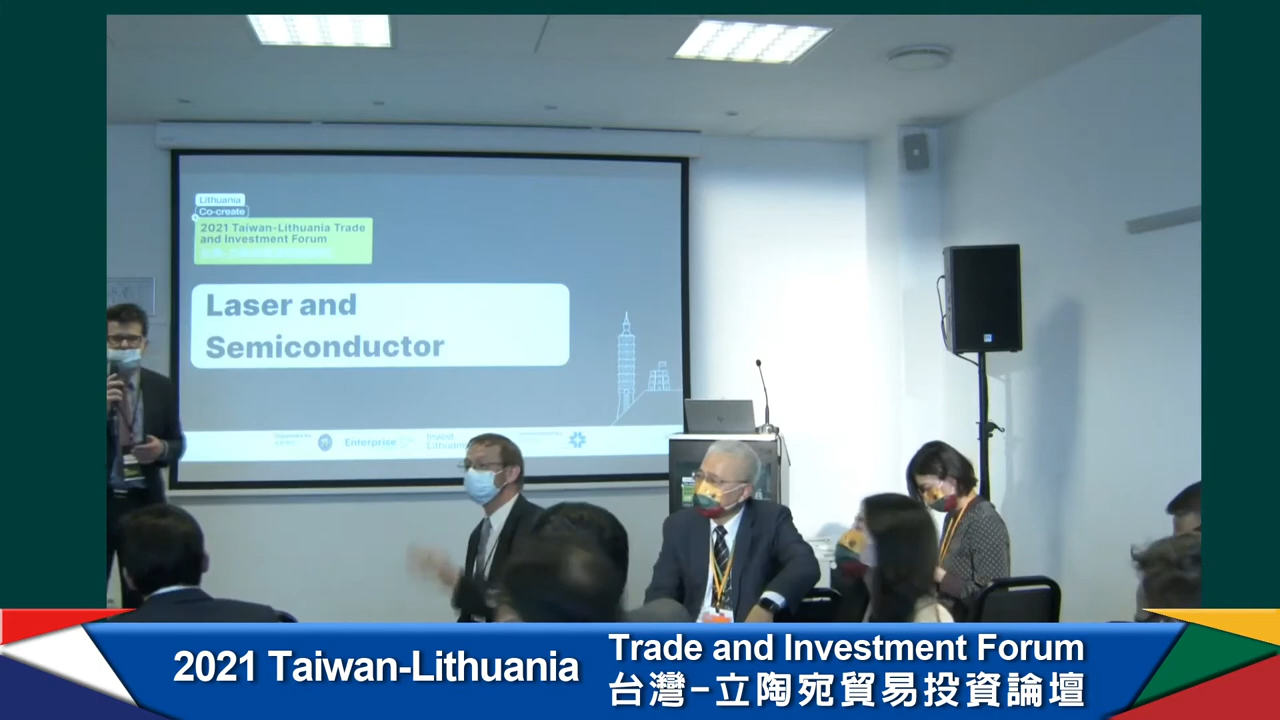 Lithuania
Co-create
2021 Taiwan-Lithuania Trade
and Investment Forum
Laser and
Semiconductor
Enterprise
Invest
Lithuania
2021 Taiwan-Lithuania
Trade and Investment Forum
台灣-立陶宛貿易投資論壇